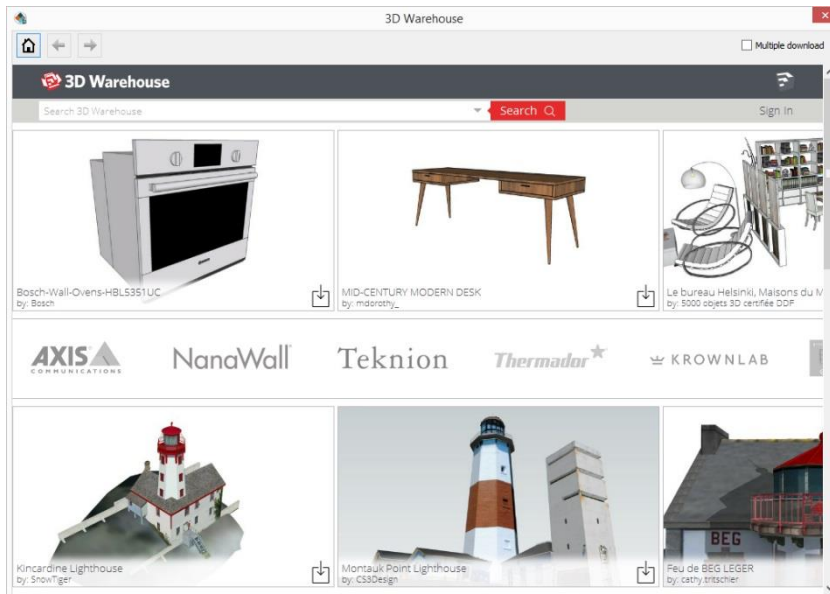 3D Warehouse
Multiple download
3D Warehouse
Search 3D Warehouse
Search
Sign In
Bosch-Wall-Ovens-HBL5351UC
by: Bosch
MID-CENTURY MODERN DESK
by: mdorothy_
Le bureau Helsinki, Maisons du M
by: 5000 objets 3D certifiée DDF
AXIS
COMMUNICATIONS
NanaWall
Teknion
Thermador
KROWNLAB
Kincardine Lighthouse
by: SnowTiger
Montauk Point Lighthouse
by: CS3Design
BEG
Feu de BEG LEGER
by: cathy.tritschler